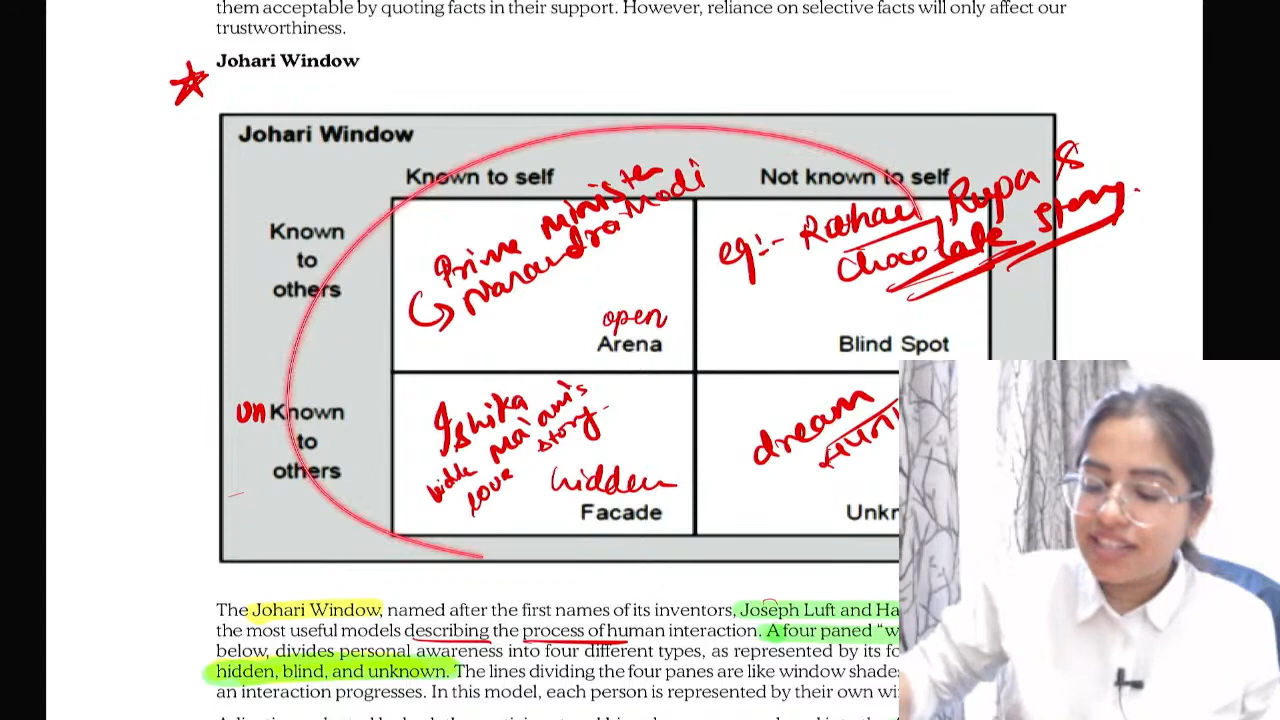 them acceptable by quoting facts in their support. However, reliance on selective facts will only affect our
trustworthiness.
Johari Window
Johari Window
Known to self
Not known to self
Known
to
others
Prime Minister
Narandra Modi
open
Arena
eg:- Rahul, Rupa &
Chocolate Story.
Blind Spot
unKnown
to
others
Ishika
ma'am's
love story.
hidden
Facade
dream
Unkn
The Johari Window, named after the first names of its inventors, Joseph Luft and Ha
the most useful models describing the process of human interaction. A four paned "w
below, divides personal awareness into four different types, as represented by its fo
hidden, blind, and unknown. The lines dividing the four panes are like window shades
an interaction progresses. In this model, each person is represented by their own wi